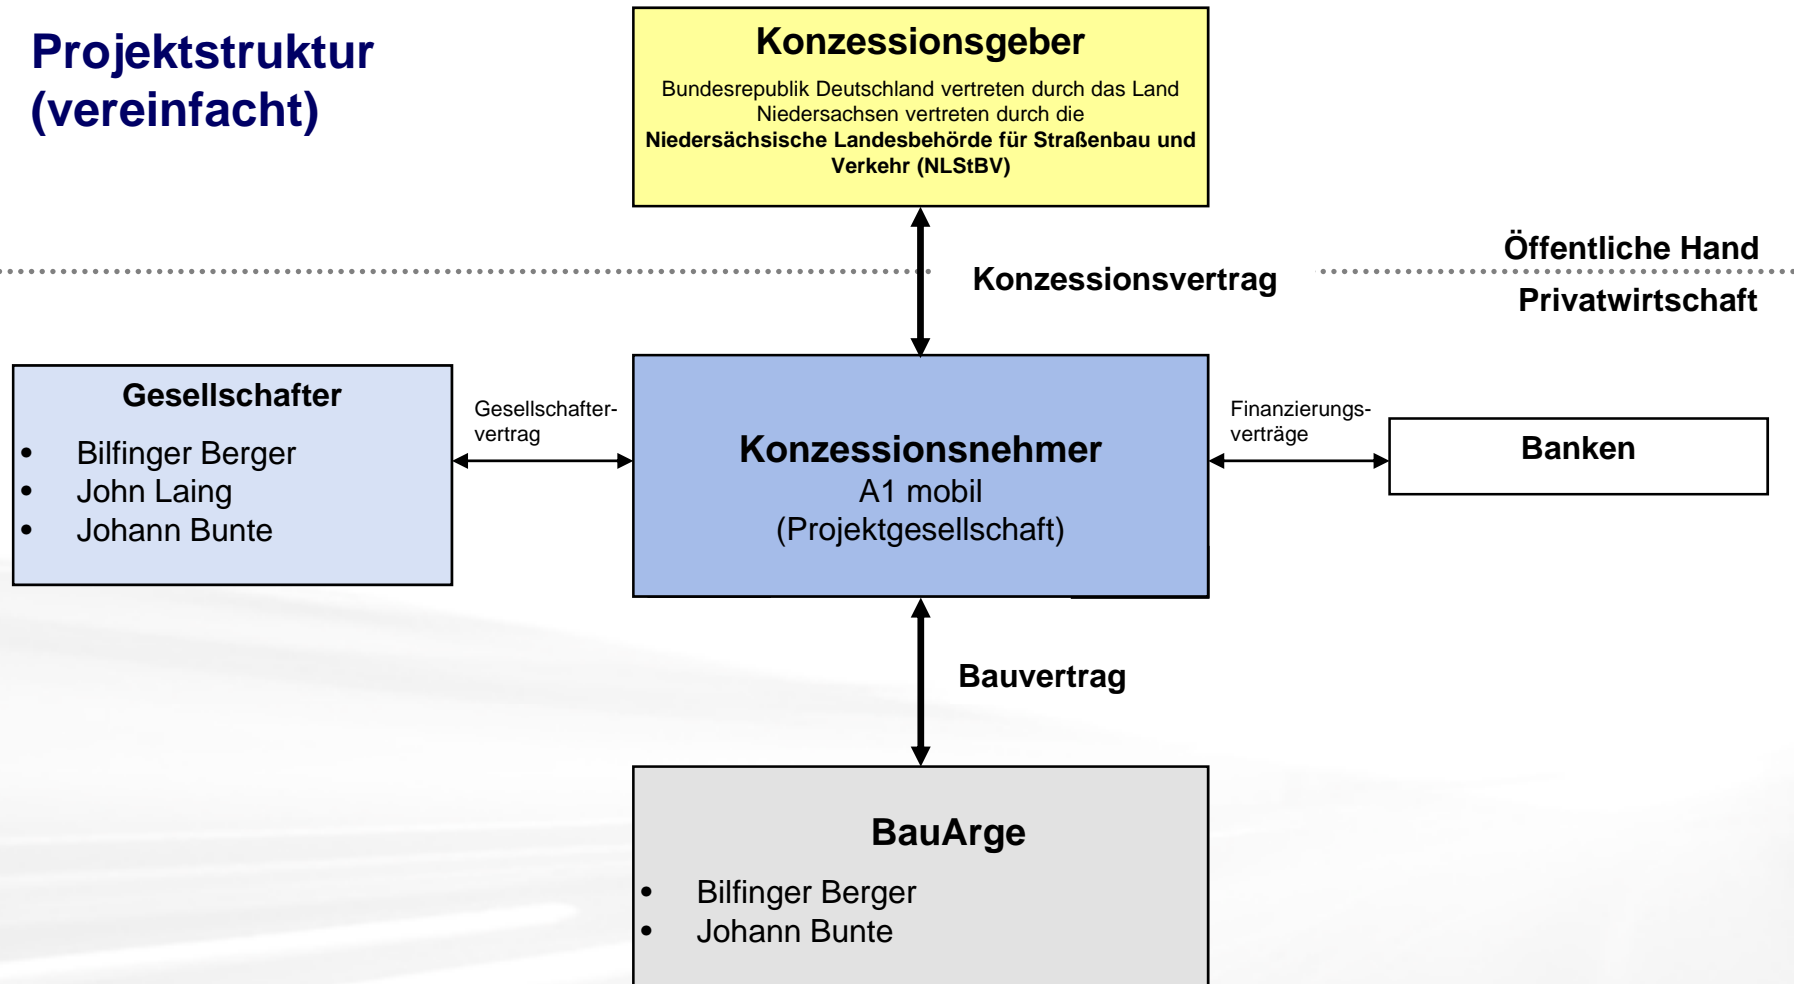 Projektstruktur
(vereinfacht)
Konzessionsgeber
Bundesrepublik Deutschland vertreten durch das Land
Niedersachsen vertreten durch die
Niedersächsische Landesbehörde für Straßenbau und
Verkehr (NLStBV)
Öffentliche Hand
Konzessionsvertrag
Privatwirtschaft
Gesellschafter
• Bilfinger Berger
• John Laing
• Johann Bunte
Gesellschafter-
vertrag
Konzessionsnehmer
A1 mobil
(Projektgesellschaft)
Finanzierungs-
verträge
Banken
Bauvertrag
BauArge
• Bilfinger Berger
• Johann Bunte